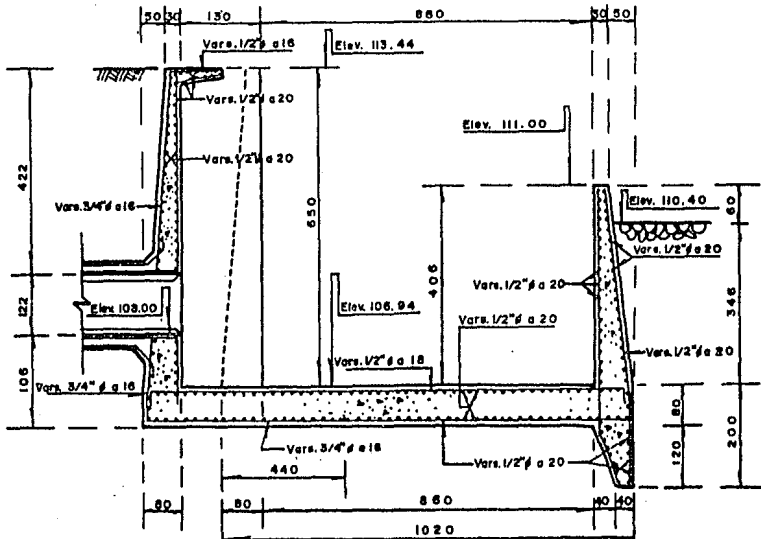 50 30 130 860 30 50
Vars. 1/2"ø a 16
Elev. 113.44
Vars. 1/2"ø a 20
Elev. 111.00
Vars. 1/2"ø a 20
422
Vars. 3/4"ø a 16
650
406
Elev. 110.40
60
Vars. 1/2"ø a 20
Vars. 1/2"ø a 20
346
122
Elev. 108.00
Elev. 106.94
Vars. 1/2"ø a 20
Vars. 1/2"ø a 18
Vars. 1/2"ø a 20
106
Vars. 3/4"ø a 16
80
200
Vars. 3/4"ø a 16
Vars. 1/2"ø a 20
120
440
80 80 860 40 40
1020